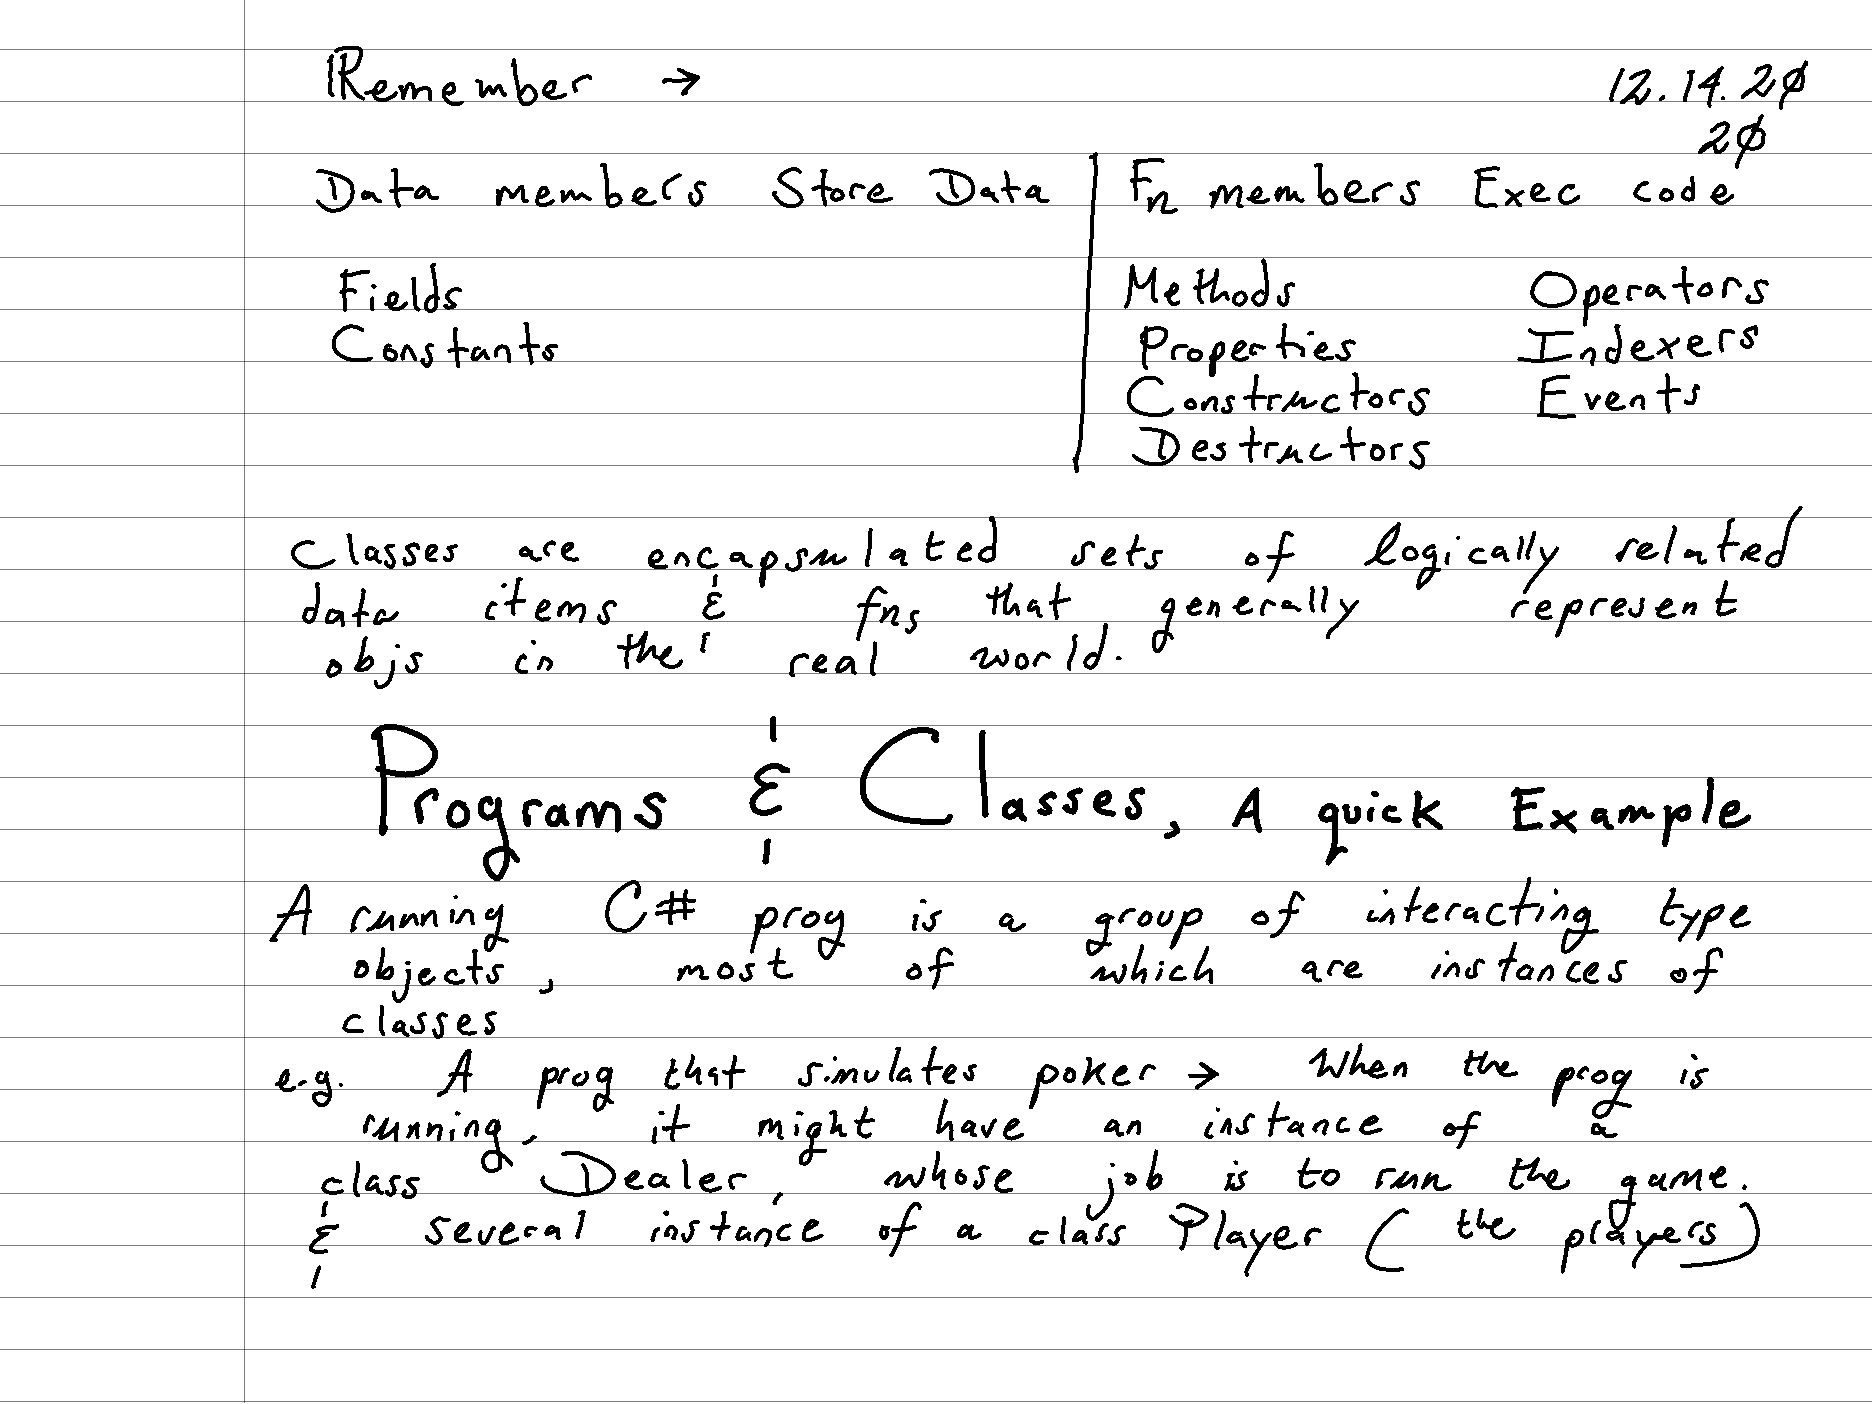 Remember → 12.14.20
20
Data members Store Data | Fn members Exec code
Fields Methods Operators
Constants Properties Indexers
Constructors Events
Destructors
Classes are encapsulated sets of logically related
data items & fns that generally represent
objs in the real world.
Programs & Classes, A quick Example
A running C# prog is a group of interacting type
objects, most of which are instances of
classes
e.g. A prog that simulates poker → When the prog is
running, it might have an instance of a
class Dealer, whose job is to run the game.
& several instance of a class Player (the players)